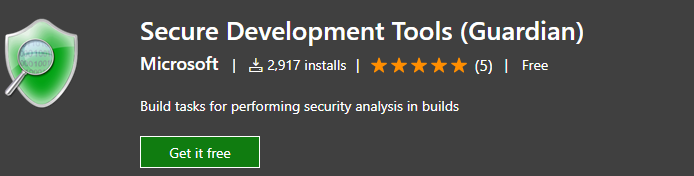 Secure Development Tools (Guardian)
Microsoft | 2,917 installs | ★★★★★ (5) | Free
Build tasks for performing security analysis in builds
Get it free